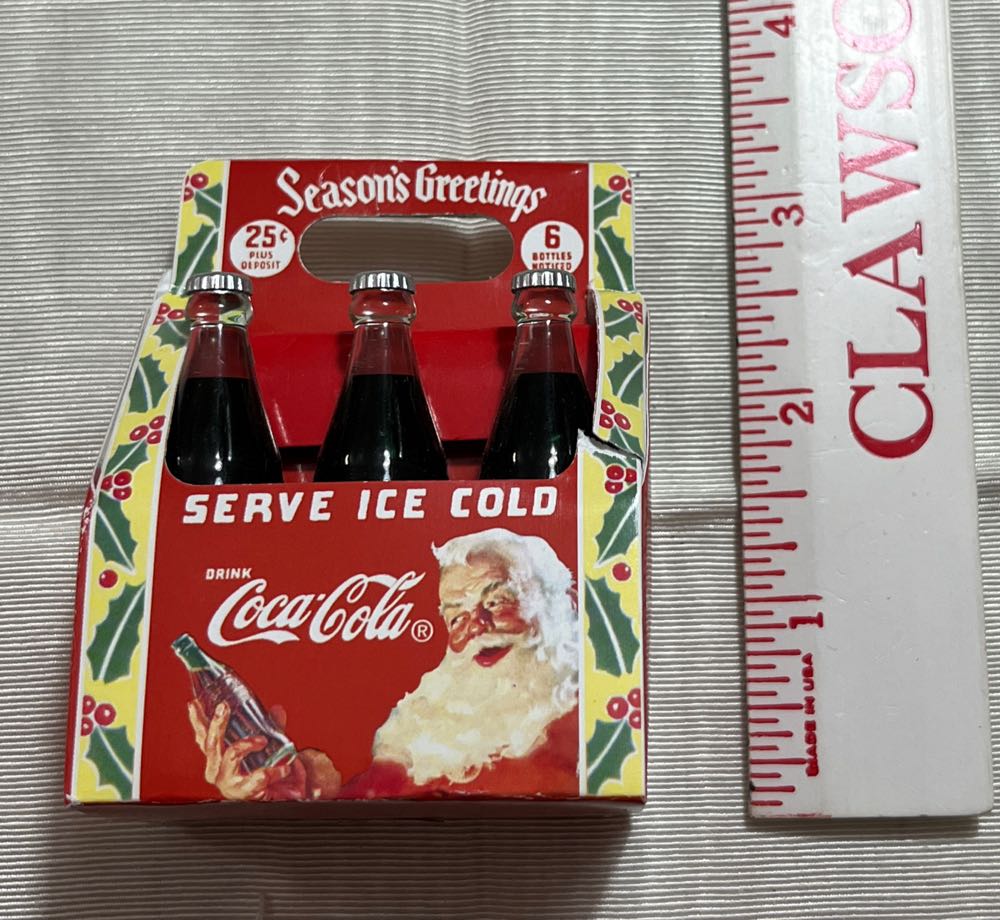 Season's Greetings
25¢
PLUS
DEPOSIT
6
BOTTLES
SERVE ICE COLD
DRINK
Coca-Cola®
4
3
2
1
MADE IN USA